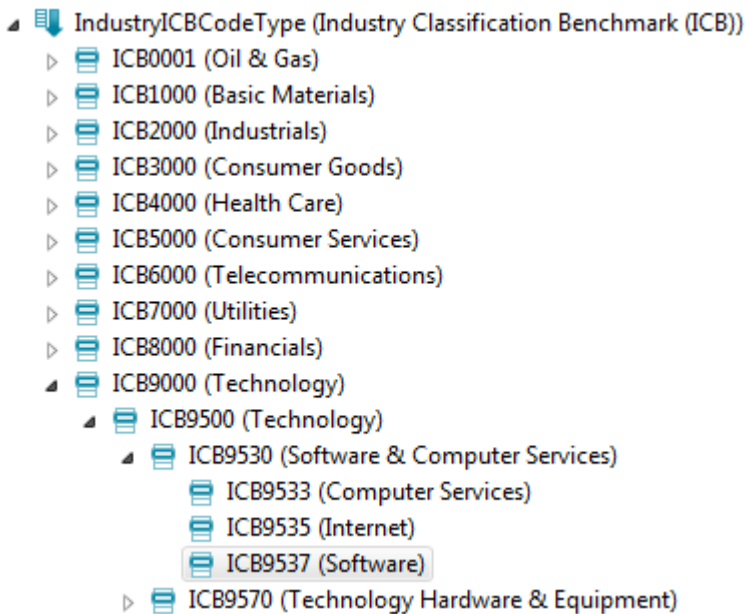 IndustryICBCodeType (Industry Classification Benchmark (ICB))
ICB0001 (Oil & Gas)
ICB1000 (Basic Materials)
ICB2000 (Industrials)
ICB3000 (Consumer Goods)
ICB4000 (Health Care)
ICB5000 (Consumer Services)
ICB6000 (Telecommunications)
ICB7000 (Utilities)
ICB8000 (Financials)
ICB9000 (Technology)
ICB9500 (Technology)
ICB9530 (Software & Computer Services)
ICB9533 (Computer Services)
ICB9535 (Internet)
ICB9537 (Software)
ICB9570 (Technology Hardware & Equipment)